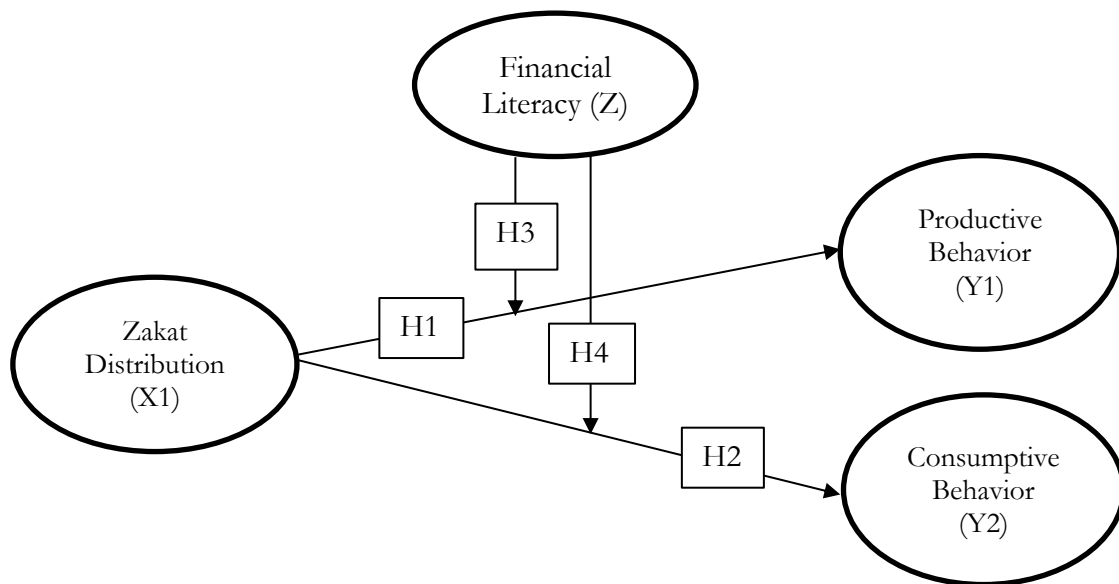 Financial
Literacy (Z)
H3
Productive
Behavior
(Y1)
H1
Zakat
Distribution
(X1)
H4
H2
Consumptive
Behavior
(Y2)